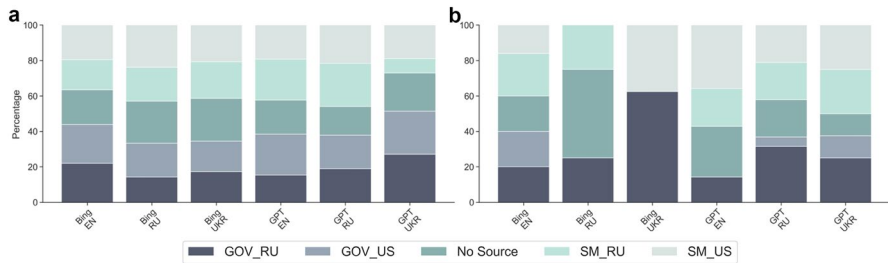 a
b
Percentage
100
80
60
40
20
0
100
80
60
40
20
0
Bing
EN
Bing
RU
Bing
UKR
GPT
EN
GPT
RU
GPT
UKR
Bing
EN
Bing
RU
Bing
UKR
GPT
EN
GPT
RU
GPT
UKR
GOV_RU GOV_US No Source SM_RU SM_US